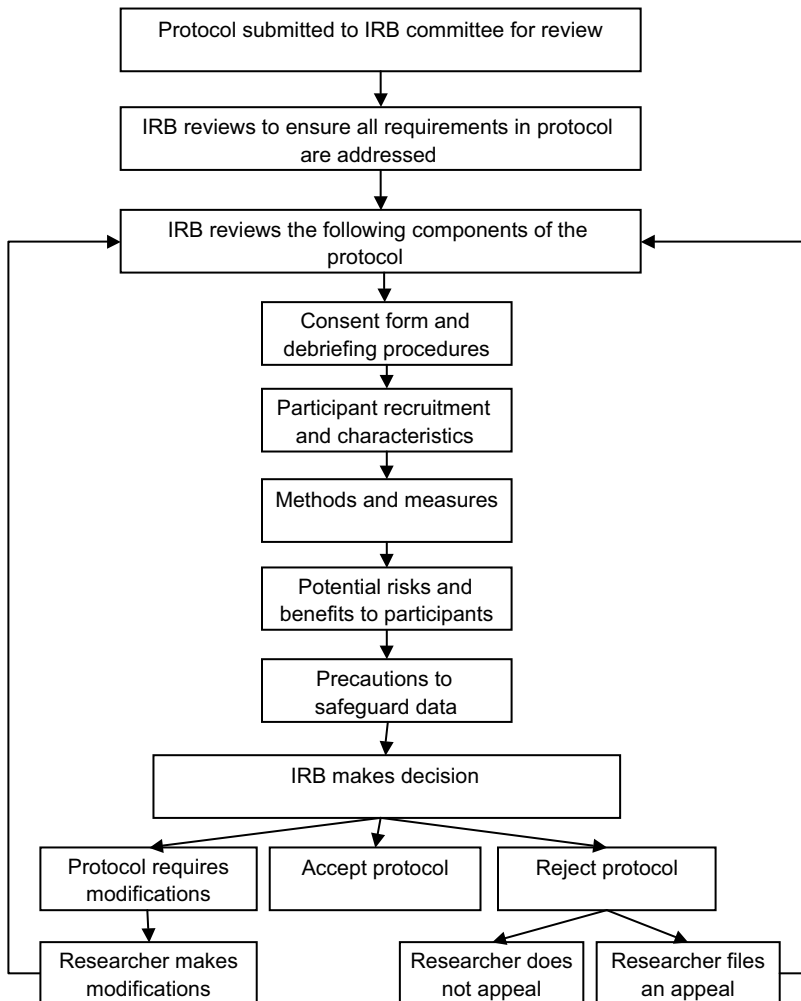 Protocol submitted to IRB committee for review
IRB reviews to ensure all requirements in protocol
are addressed
IRB reviews the following components of the
protocol
Consent form and
debriefing procedures
Participant recruitment
and characteristics
Methods and measures
Potential risks and
benefits to participants
Precautions to
safeguard data
IRB makes decision
Protocol requires
modifications
Accept protocol
Reject protocol
Researcher makes
modifications
Researcher does
not appeal
Researcher files
an appeal